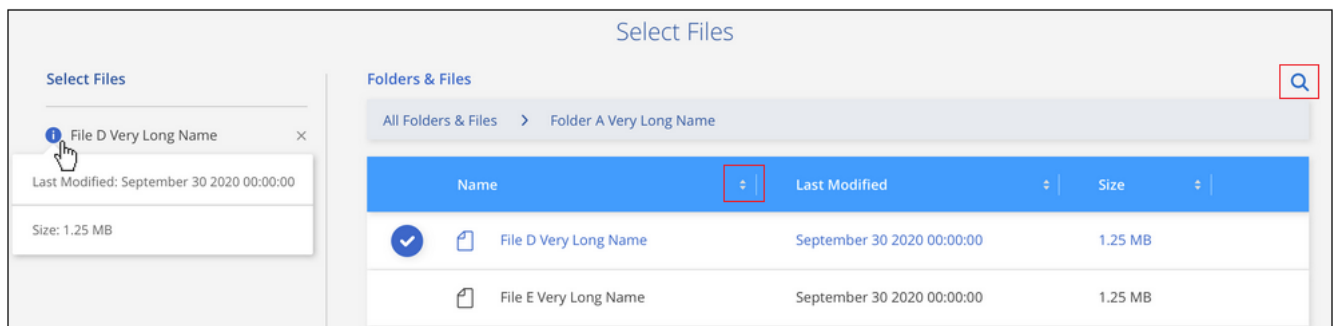 Select Files
Select Files
File D Very Long Name ×
Last Modified: September 30 2020 00:00:00
Size: 1.25 MB
Folders & Files
All Folders & Files > Folder A Very Long Name
Name Last Modified Size
File D Very Long Name September 30 2020 00:00:00 1.25 MB
File E Very Long Name September 30 2020 00:00:00 1.25 MB